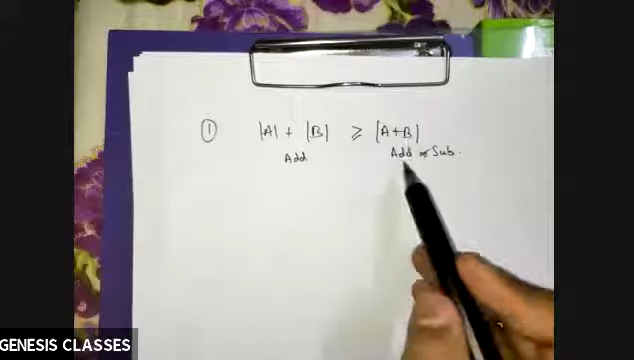 ① |A| + |B| ≥ |A+B|
Add Add or Sub.
GENESIS CLASSES